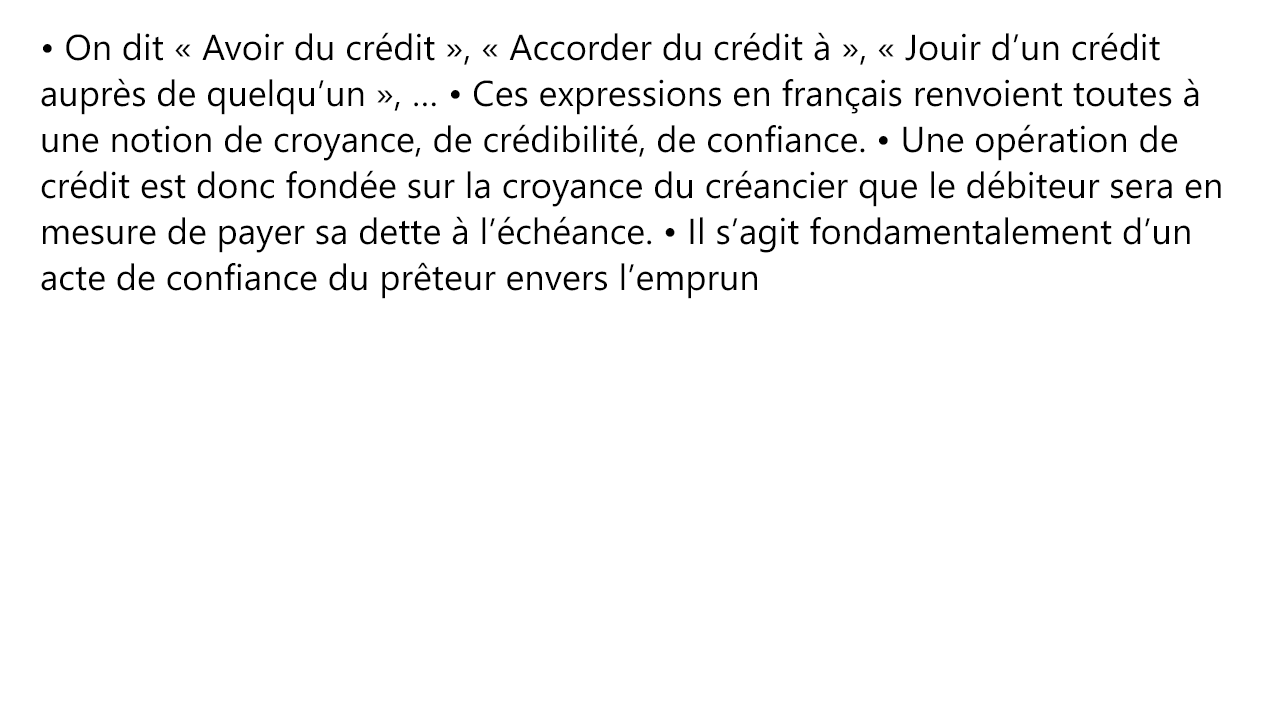 • On dit « Avoir du crédit », « Accorder du crédit à », « Jouir d’un crédit
auprès de quelqu’un », … • Ces expressions en français renvoient toutes à
une notion de croyance, de crédibilité, de confiance. • Une opération de
crédit est donc fondée sur la croyance du créancier que le débiteur sera en
mesure de payer sa dette à l’échéance. • Il s’agit fondamentalement d’un
acte de confiance du prêteur envers l’emprun